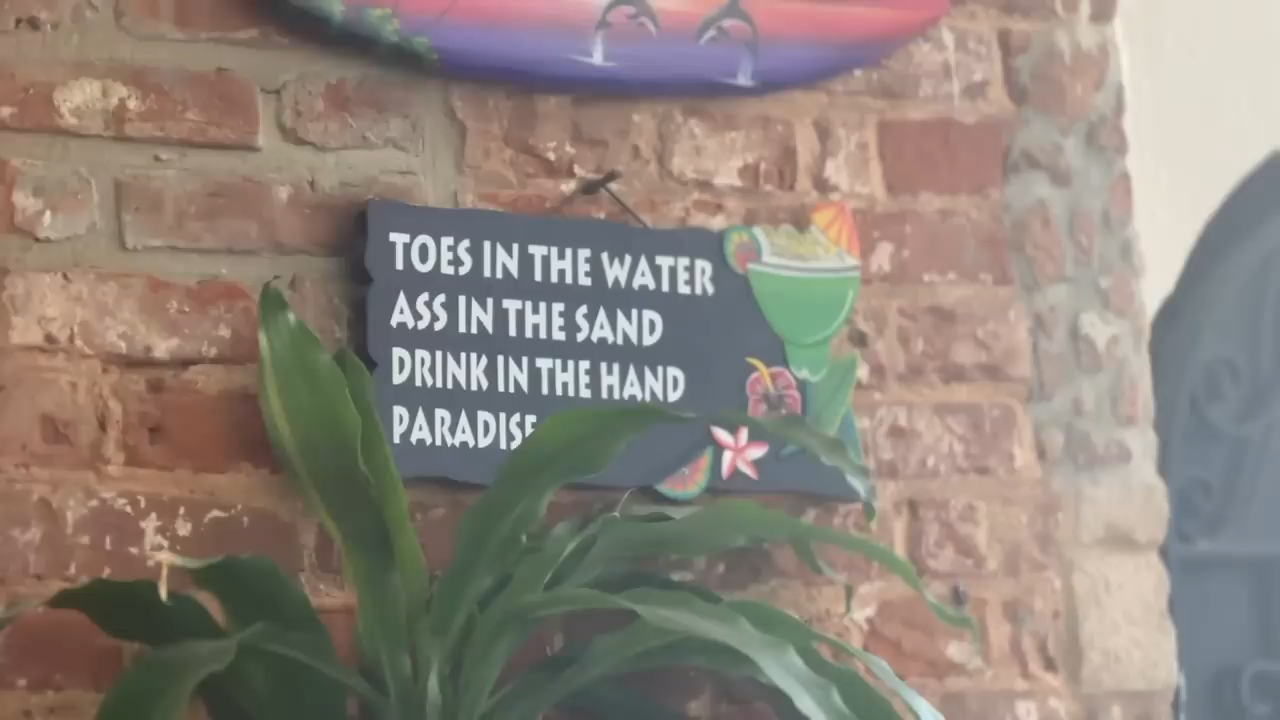 TOES IN THE WATER
ASS IN THE SAND
DRINK IN THE HAND
PARADISE